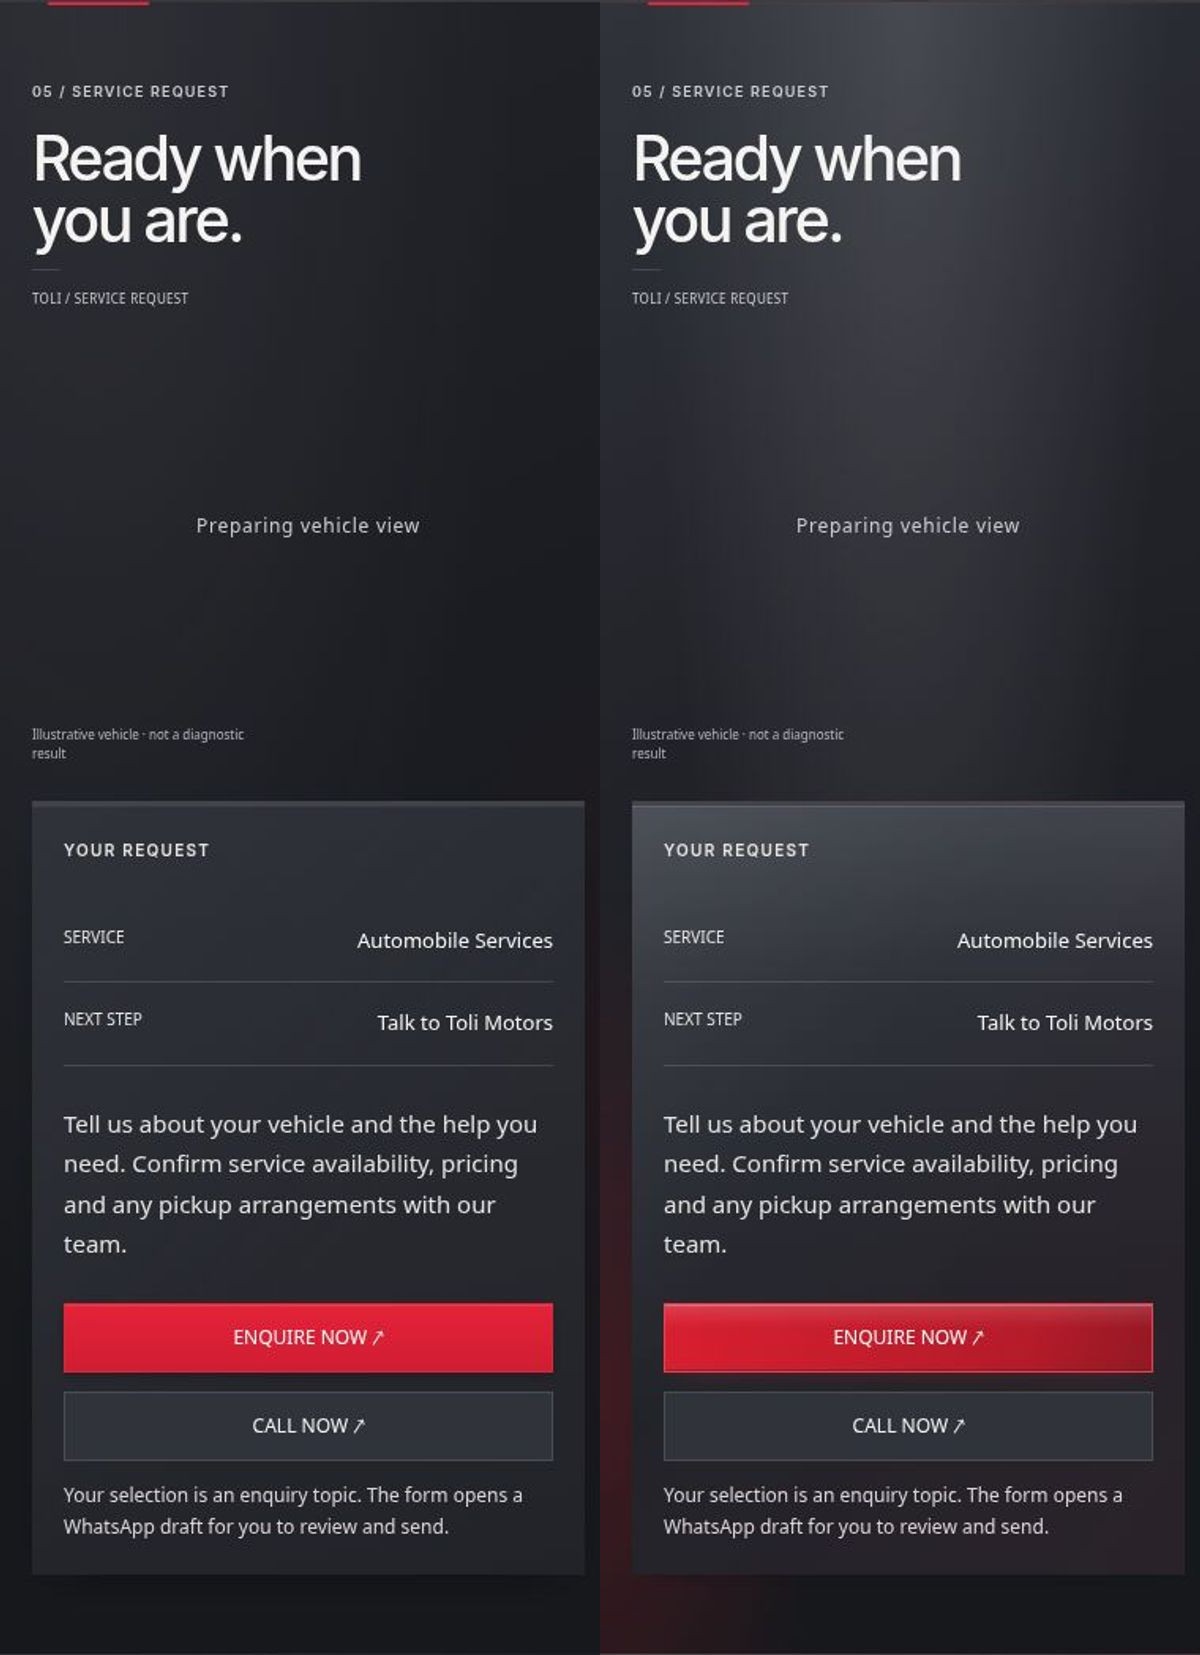 05 / SERVICE REQUEST
Ready when
you are.
TOLI / SERVICE REQUEST
Preparing vehicle view
Illustrative vehicle · not a diagnostic
result
YOUR REQUEST
SERVICE Automobile Services
NEXT STEP Talk to Toli Motors
Tell us about your vehicle and the help you
need. Confirm service availability, pricing
and any pickup arrangements with our
team.
ENQUIRE NOW ↗
CALL NOW ↗
Your selection is an enquiry topic. The form opens a
WhatsApp draft for you to review and send.
05 / SERVICE REQUEST
Ready when
you are.
TOLI / SERVICE REQUEST
Preparing vehicle view
Illustrative vehicle · not a diagnostic
result
YOUR REQUEST
SERVICE Automobile Services
NEXT STEP Talk to Toli Motors
Tell us about your vehicle and the help you
need. Confirm service availability, pricing
and any pickup arrangements with our
team.
ENQUIRE NOW ↗
CALL NOW ↗
Your selection is an enquiry topic. The form opens a
WhatsApp draft for you to review and send.